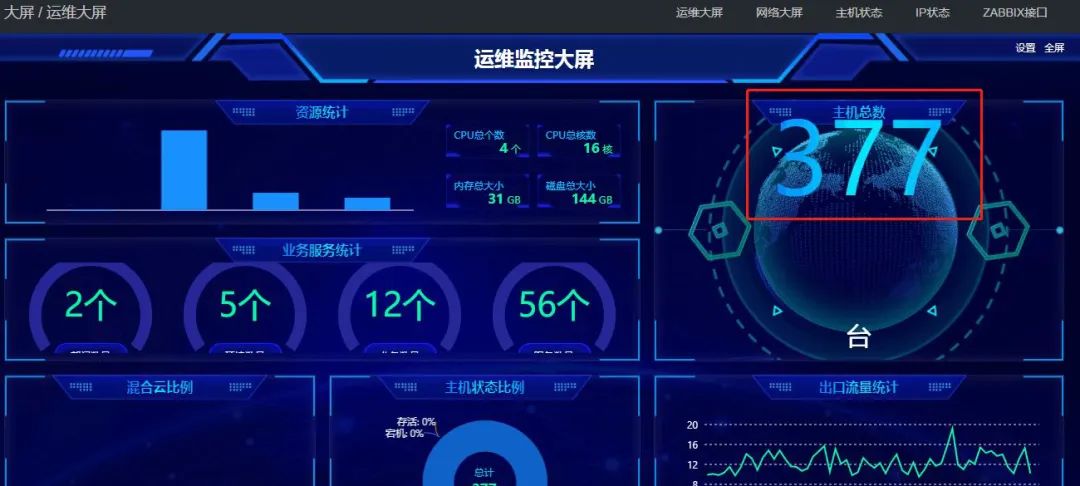 大屏 / 运维大屏
运维大屏 网络大屏 主机状态 IP状态 ZABBIX接口
运维监控大屏
设置 全屏
资源统计
CPU总个数
4 个
CPU总核数
16 核
内存总大小
31 GB
磁盘总大小
144 GB
主机总数
377
台
业务服务统计
2个 5个 12个 56个
混合云比例
主机状态比例
存活: 0%
宕机: 0%
总计
377
出口流量统计
20
16
12
8